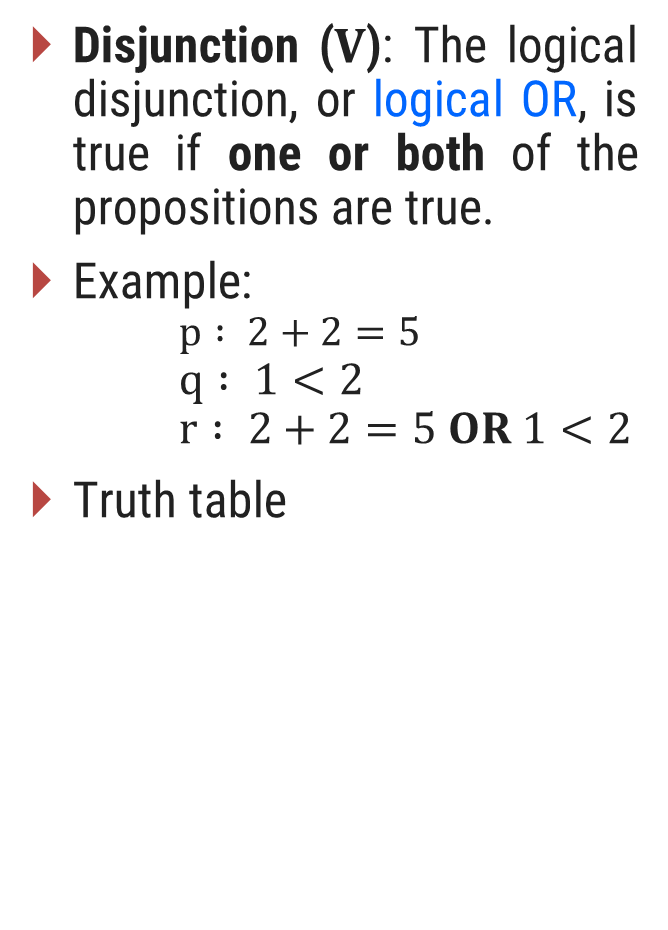 Disjunction (V): The logical
disjunction, or logical OR, is
true if one or both of the
propositions are true.
Example:
p : 2 + 2 = 5
q : 1 < 2
r : 2 + 2 = 5 OR 1 < 2
Truth table